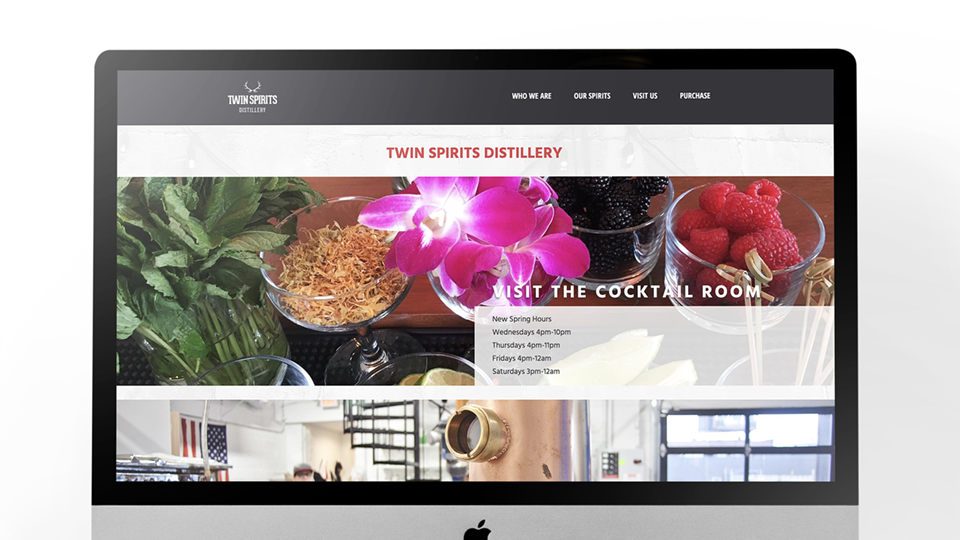 TWIN SPIRITS
DISTILLERY
WHO WE ARE
OUR SPIRITS
VISIT US
PURCHASE
TWIN SPIRITS DISTILLERY
VISIT THE COCKTAIL ROOM
New Spring Hours
Wednesdays 4pm-10pm
Thursdays 4pm-11pm
Fridays 4pm-12am
Saturdays 3pm-12am